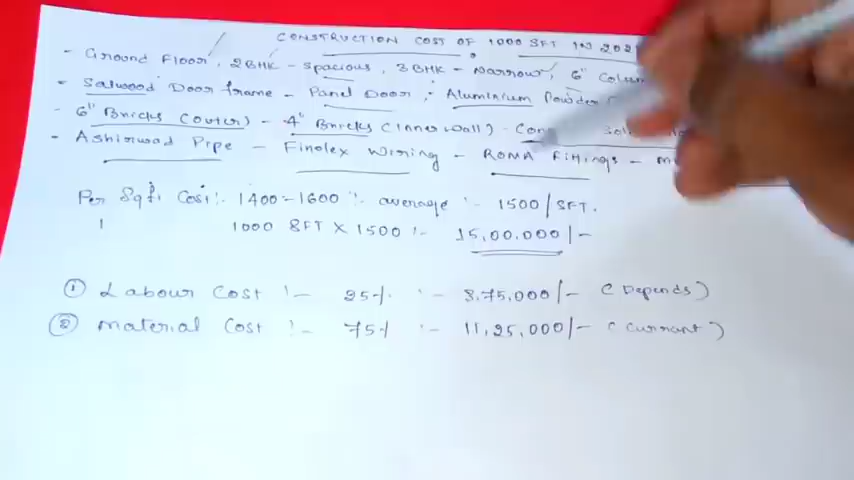 CONSTRUCTION COST OF 1000 SFT IN 202
- Ground Floor, 2BHK - Spacious, 3BHK - Narrow, 6" Colum
- Salwood Door frame - Panel Door, - Aluminium Powder
- 6" Bricks (Outer) - 4" Bricks (Inner wall) - Con
- Ashirwad Pipe - Finolex Wiring - ROMA Fittings -
Per Sqft. Cost :- 1400 - 1600 :- average :- 1500/SFT.
1000 SFT X 1500 :- 15,00,000/-
① Labour Cost :- 25% :- 3,75,000/- (Depends)
② Material Cost :- 75% :- 11,25,000/- (Currant)